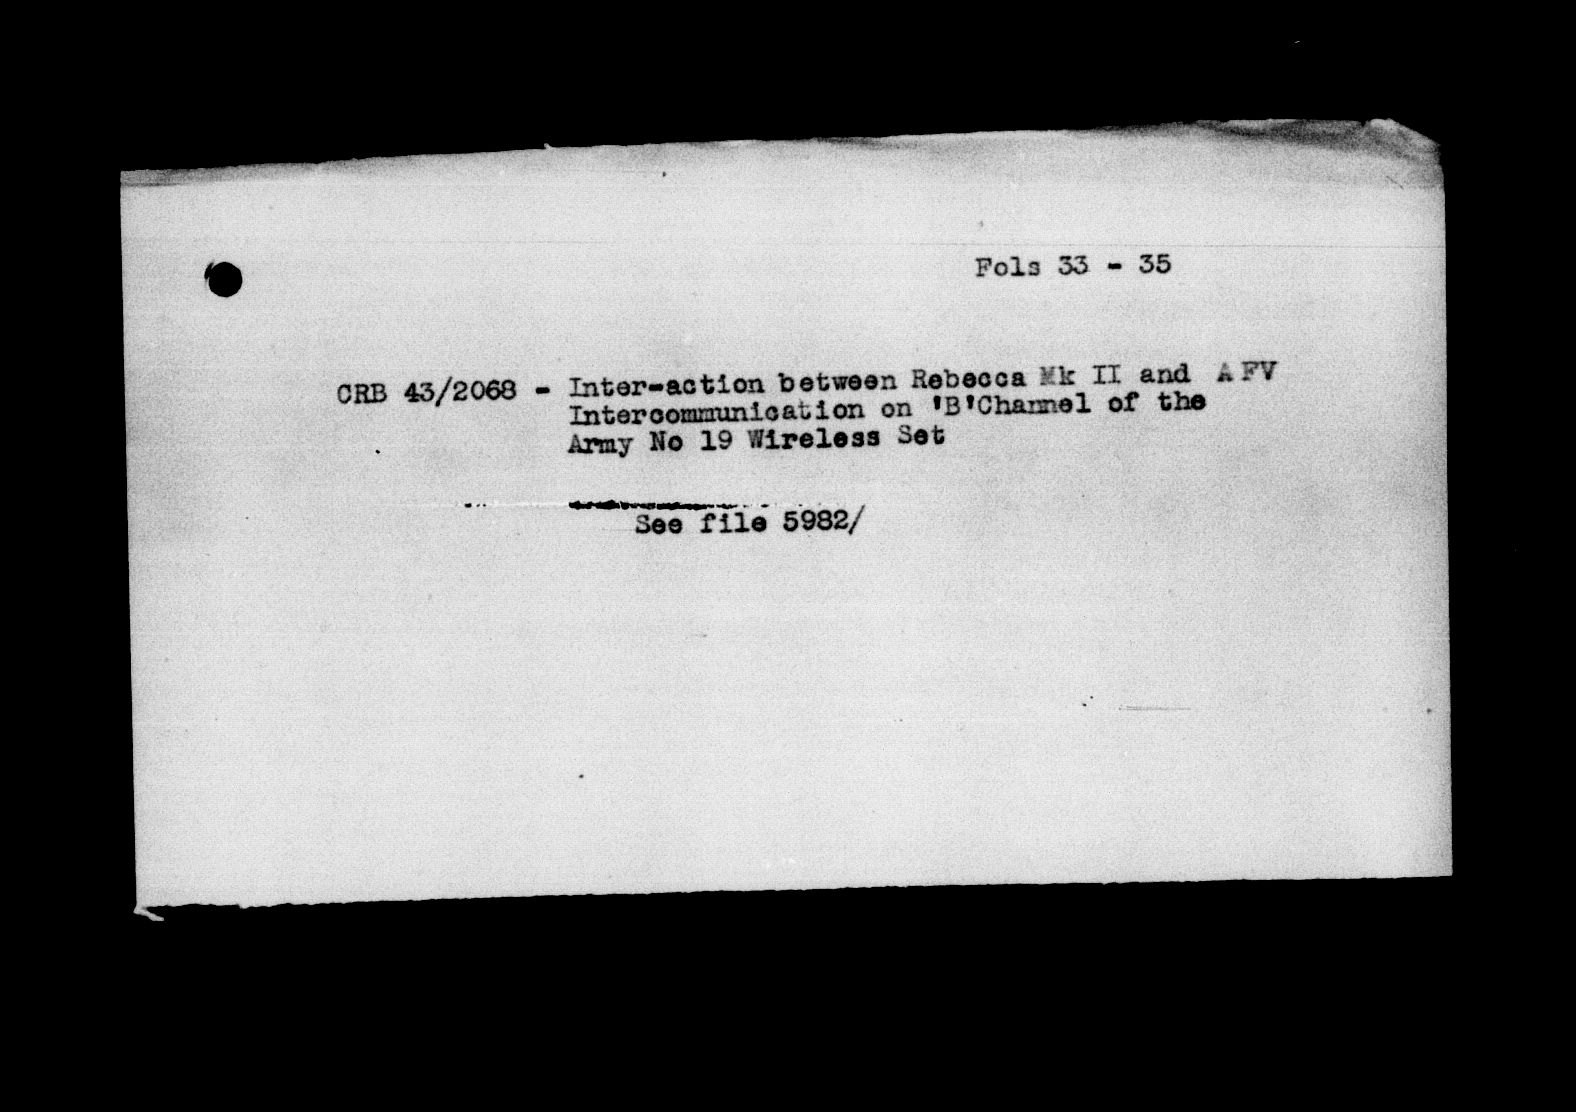 Fols 33 - 35
CRB 43/2068 - Inter-action between Rebecca Mk II and A FV
Intercommunication on 'B'Channel of the
Army No 19 Wireless Set
See file 5982/